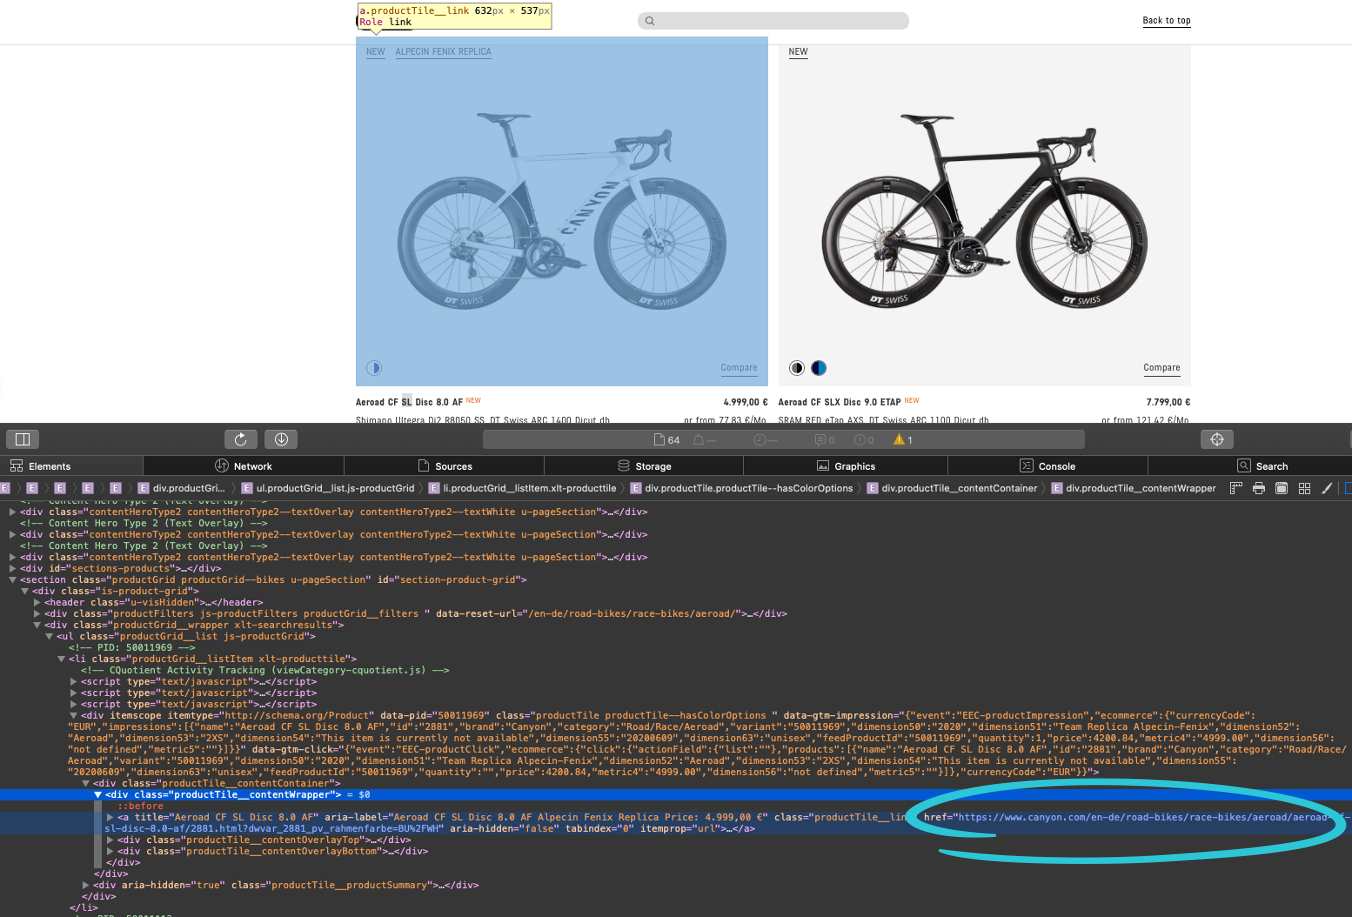 a.productTile__link 632px × 537px
Role link
Back to top
NEW ALPECIN FENIX REPLICA
NEW
CANYON
DT SWISS DT SWISS
DT SWISS DT SWISS
Compare
Compare
Aeroad CF SL Disc 8.0 AF NEW 4.999,00 €
Aeroad CF SLX Disc 9.0 ETAP NEW 7.799,00 €
Shimano Ultegra Di2 R8050 SS, DT Swiss ARC 1400 Dicut db or from 77,83 €/Mo.
SRAM RED eTap AXS, DT Swiss ARC 1100 Dicut db or from 121,42 €/Mo.
64 — — 0 0 1
Elements Network Sources Storage Graphics Console Search
E E E E E E div.productGri... E ul.productGrid__list.js-productGrid E li.productGrid__listItem.xlt-producttile E div.productTile.productTile--hasColorOptions E div.productTile__contentContainer E div.productTile__contentWrapper
<!-- Content Hero Type 2 (Text Overlay) -->
<div class="contentHeroType2 contentHeroType2--textOverlay contentHeroType2--textWhite u-pageSection">…</div>
<!-- Content Hero Type 2 (Text Overlay) -->
<div class="contentHeroType2 contentHeroType2--textOverlay contentHeroType2--textWhite u-pageSection">…</div>
<!-- Content Hero Type 2 (Text Overlay) -->
<div class="contentHeroType2 contentHeroType2--textOverlay contentHeroType2--textWhite u-pageSection">…</div>
<div id="sections-products">…</div>
<section class="productGrid productGrid--bikes u-pageSection" id="section-product-grid">
<div class="is-product-grid">
<header class="u-visHidden">…</header>
<div class="productFilters js-productFilters productGrid__filters " data-reset-url="/en-de/road-bikes/race-bikes/aeroad/">…</div>
<div class="productGrid__wrapper xlt-searchresults">
<ul class="productGrid__list js-productGrid">
<!-- PID: 50011969 -->
<li class="productGrid__listItem xlt-producttile">
<!-- CQuotient Activity Tracking (viewCategory-cquotient.js) -->
<script type="text/javascript">…</script>
<script type="text/javascript">…</script>
<script type="text/javascript">…</script>
<div itemscope itemtype="http://schema.org/Product" data-pid="50011969" class="productTile productTile--hasColorOptions " data-gtm-impression="{"event":"EEC-productImpression","ecommerce":{"currencyCode":
"EUR","impressions":[{"name":"Aeroad CF SL Disc 8.0 AF","id":"2881","brand":"Canyon","category":"Road/Race/Aeroad","variant":"50011969","dimension50":"2020","dimension51":"Team Replica Alpecin-Fenix","dimension52":
"Aeroad","dimension53":"2XS","dimension54":"This item is currently not available","dimension55":"20200609","dimension63":"unisex","feedProductId":"50011969","quantity":1,"price":4200.84,"metric4":"4999.00","dimension56":
"not defined","metric5":""}]}}" data-gtm-click="{"event":"EEC-productClick","ecommerce":{"click":{"actionField":{"list":""},"products":[{"name":"Aeroad CF SL Disc 8.0 AF","id":"2881","brand":"Canyon","category":"Road/Race/
Aeroad","variant":"50011969","dimension50":"2020","dimension51":"Team Replica Alpecin-Fenix","dimension52":"Aeroad","dimension53":"2XS","dimension54":"This item is currently not available","dimension55":
"20200609","dimension63":"unisex","feedProductId":"50011969","quantity":"","price":4200.84,"metric4":"4999.00","dimension56":"not defined","metric5":""}]},"currencyCode":"EUR"}}">
<div class="productTile__contentContainer">
<div class="productTile__contentWrapper"> = $0
::before
<a title="Aeroad CF SL Disc 8.0 AF" aria-label="Aeroad CF SL Disc 8.0 AF Alpecin Fenix Replica Price: 4.999,00 €" class="productTile__lin href="https://www.canyon.com/en-de/road-bikes/race-bikes/aeroad/aeroad-
sl-disc-8.0-af/2881.html?dwvar_2881_pv_rahmenfarbe=BU%2FWH" aria-hidden="false" tabindex="0" itemprop="url">…</a>
<div class="productTile__contentOverlayTop">…</div>
<div class="productTile__contentOverlayBottom">…</div>
</div>
<div aria-hidden="true" class="productTile__productSummary">…</div>
</div>
</li>